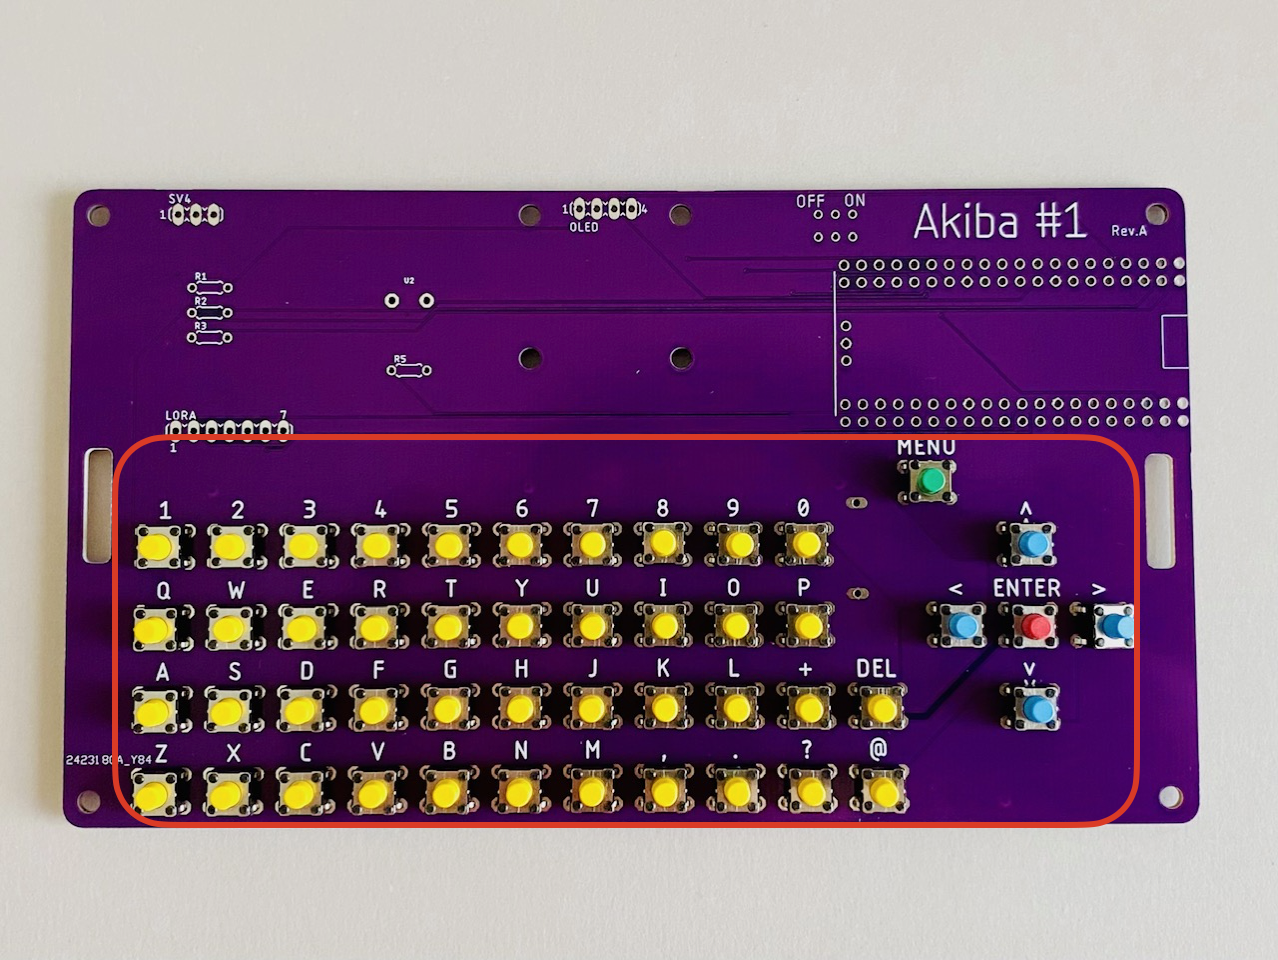 SV4
1
1 4
OLED
OFF ON
Akiba #1
Rev.A
R1
R2
R3
U2
R5
LORA 7
1
MENU
1 2 3 4 5 6 7 8 9 0
^
Q W E R T Y U I O P
< ENTER >
A S D F G H J K L + DEL
v
Z X C V B N M , . ? @
2423180A_Y84